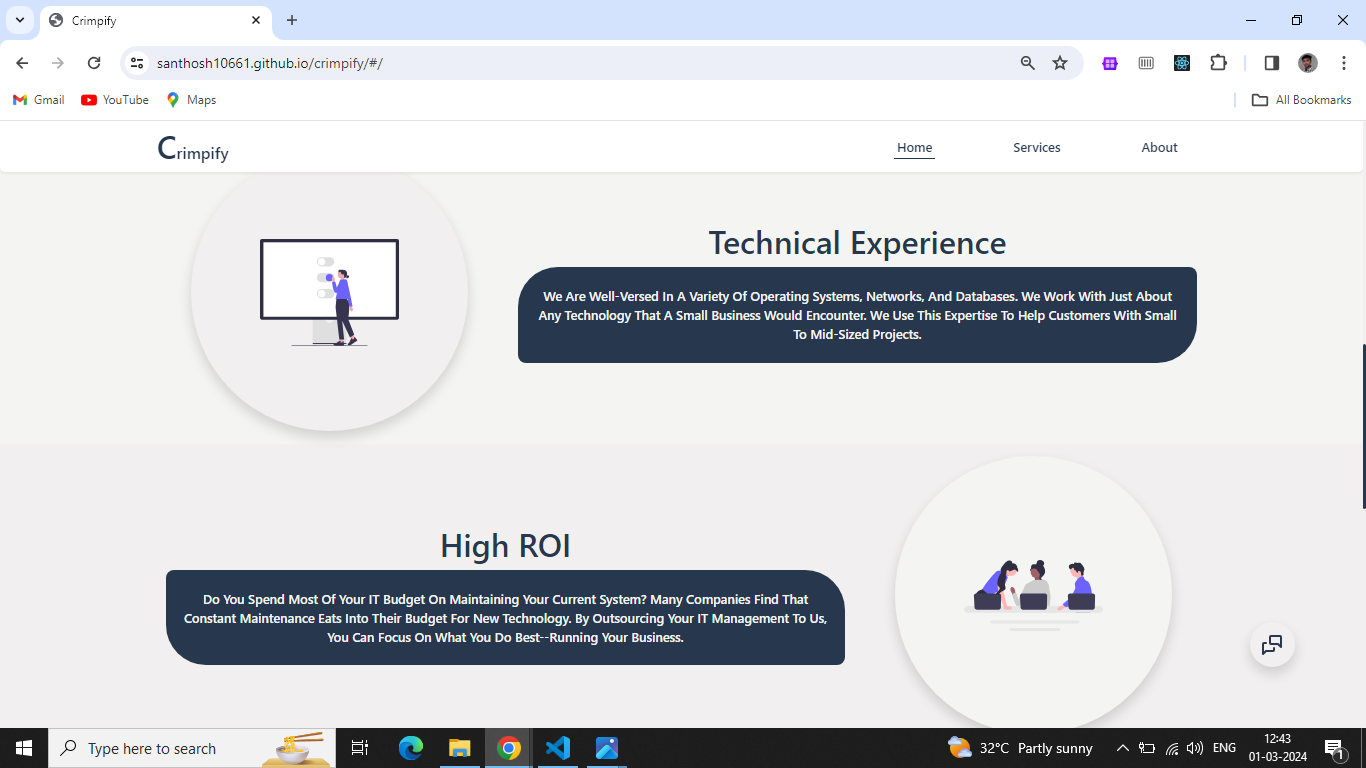 Crimpify
santhosh10661.github.io/crimpify/#/
Gmail YouTube Maps All Bookmarks
Crimpify Home Services About
Technical Experience
We Are Well-Versed In A Variety Of Operating Systems, Networks, And Databases. We Work With Just About
Any Technology That A Small Business Would Encounter. We Use This Expertise To Help Customers With Small
To Mid-Sized Projects.
High ROI
Do You Spend Most Of Your IT Budget On Maintaining Your Current System? Many Companies Find That
Constant Maintenance Eats Into Their Budget For New Technology. By Outsourcing Your IT Management To Us,
You Can Focus On What You Do Best--Running Your Business.
Type here to search
32°C Partly sunny
ENG
12:43
01-03-2024
1